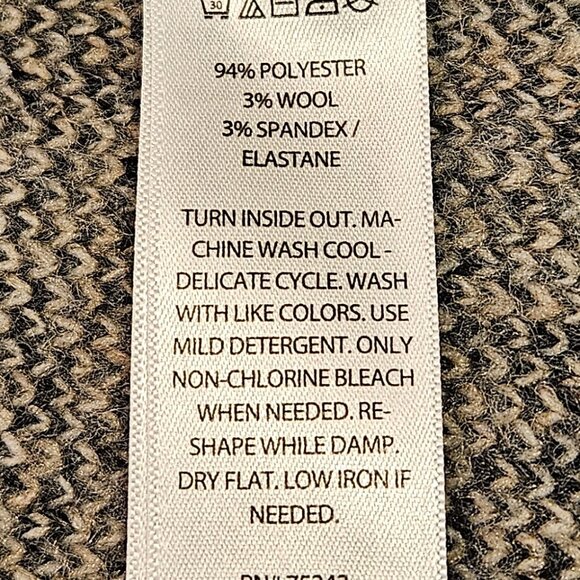 30
94% POLYESTER
3% WOOL
3% SPANDEX /
ELASTANE
TURN INSIDE OUT. MA-
CHINE WASH COOL -
DELICATE CYCLE. WASH
WITH LIKE COLORS. USE
MILD DETERGENT. ONLY
NON-CHLORINE BLEACH
WHEN NEEDED. RE-
SHAPE WHILE DAMP.
DRY FLAT. LOW IRON IF
NEEDED.